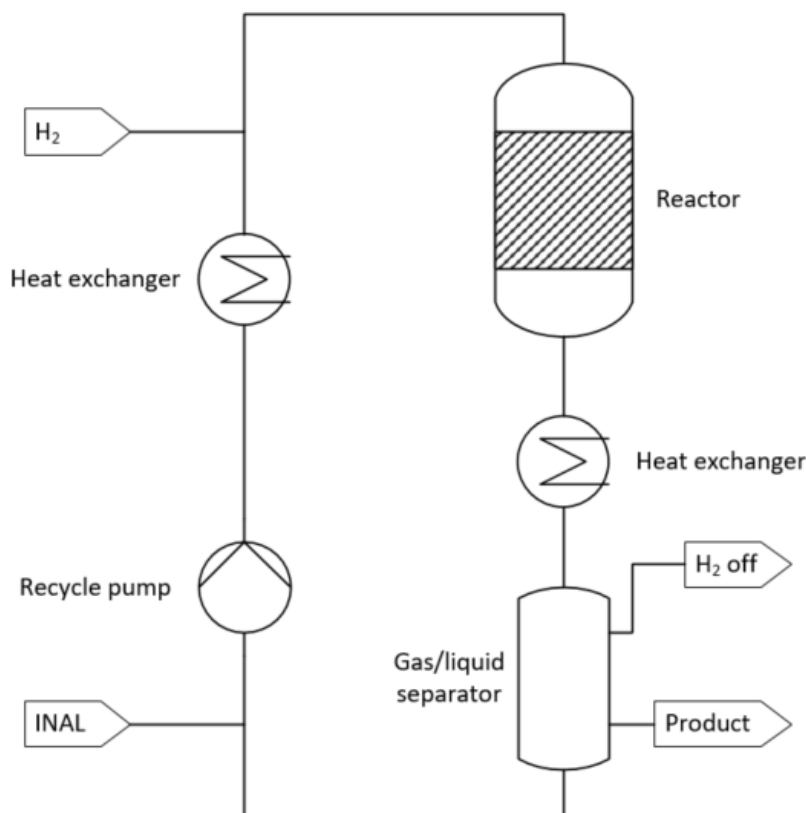 H₂
Reactor
Heat exchanger
Heat exchanger
H₂ off
Recycle pump
Gas/liquid
separator
INAL
Product